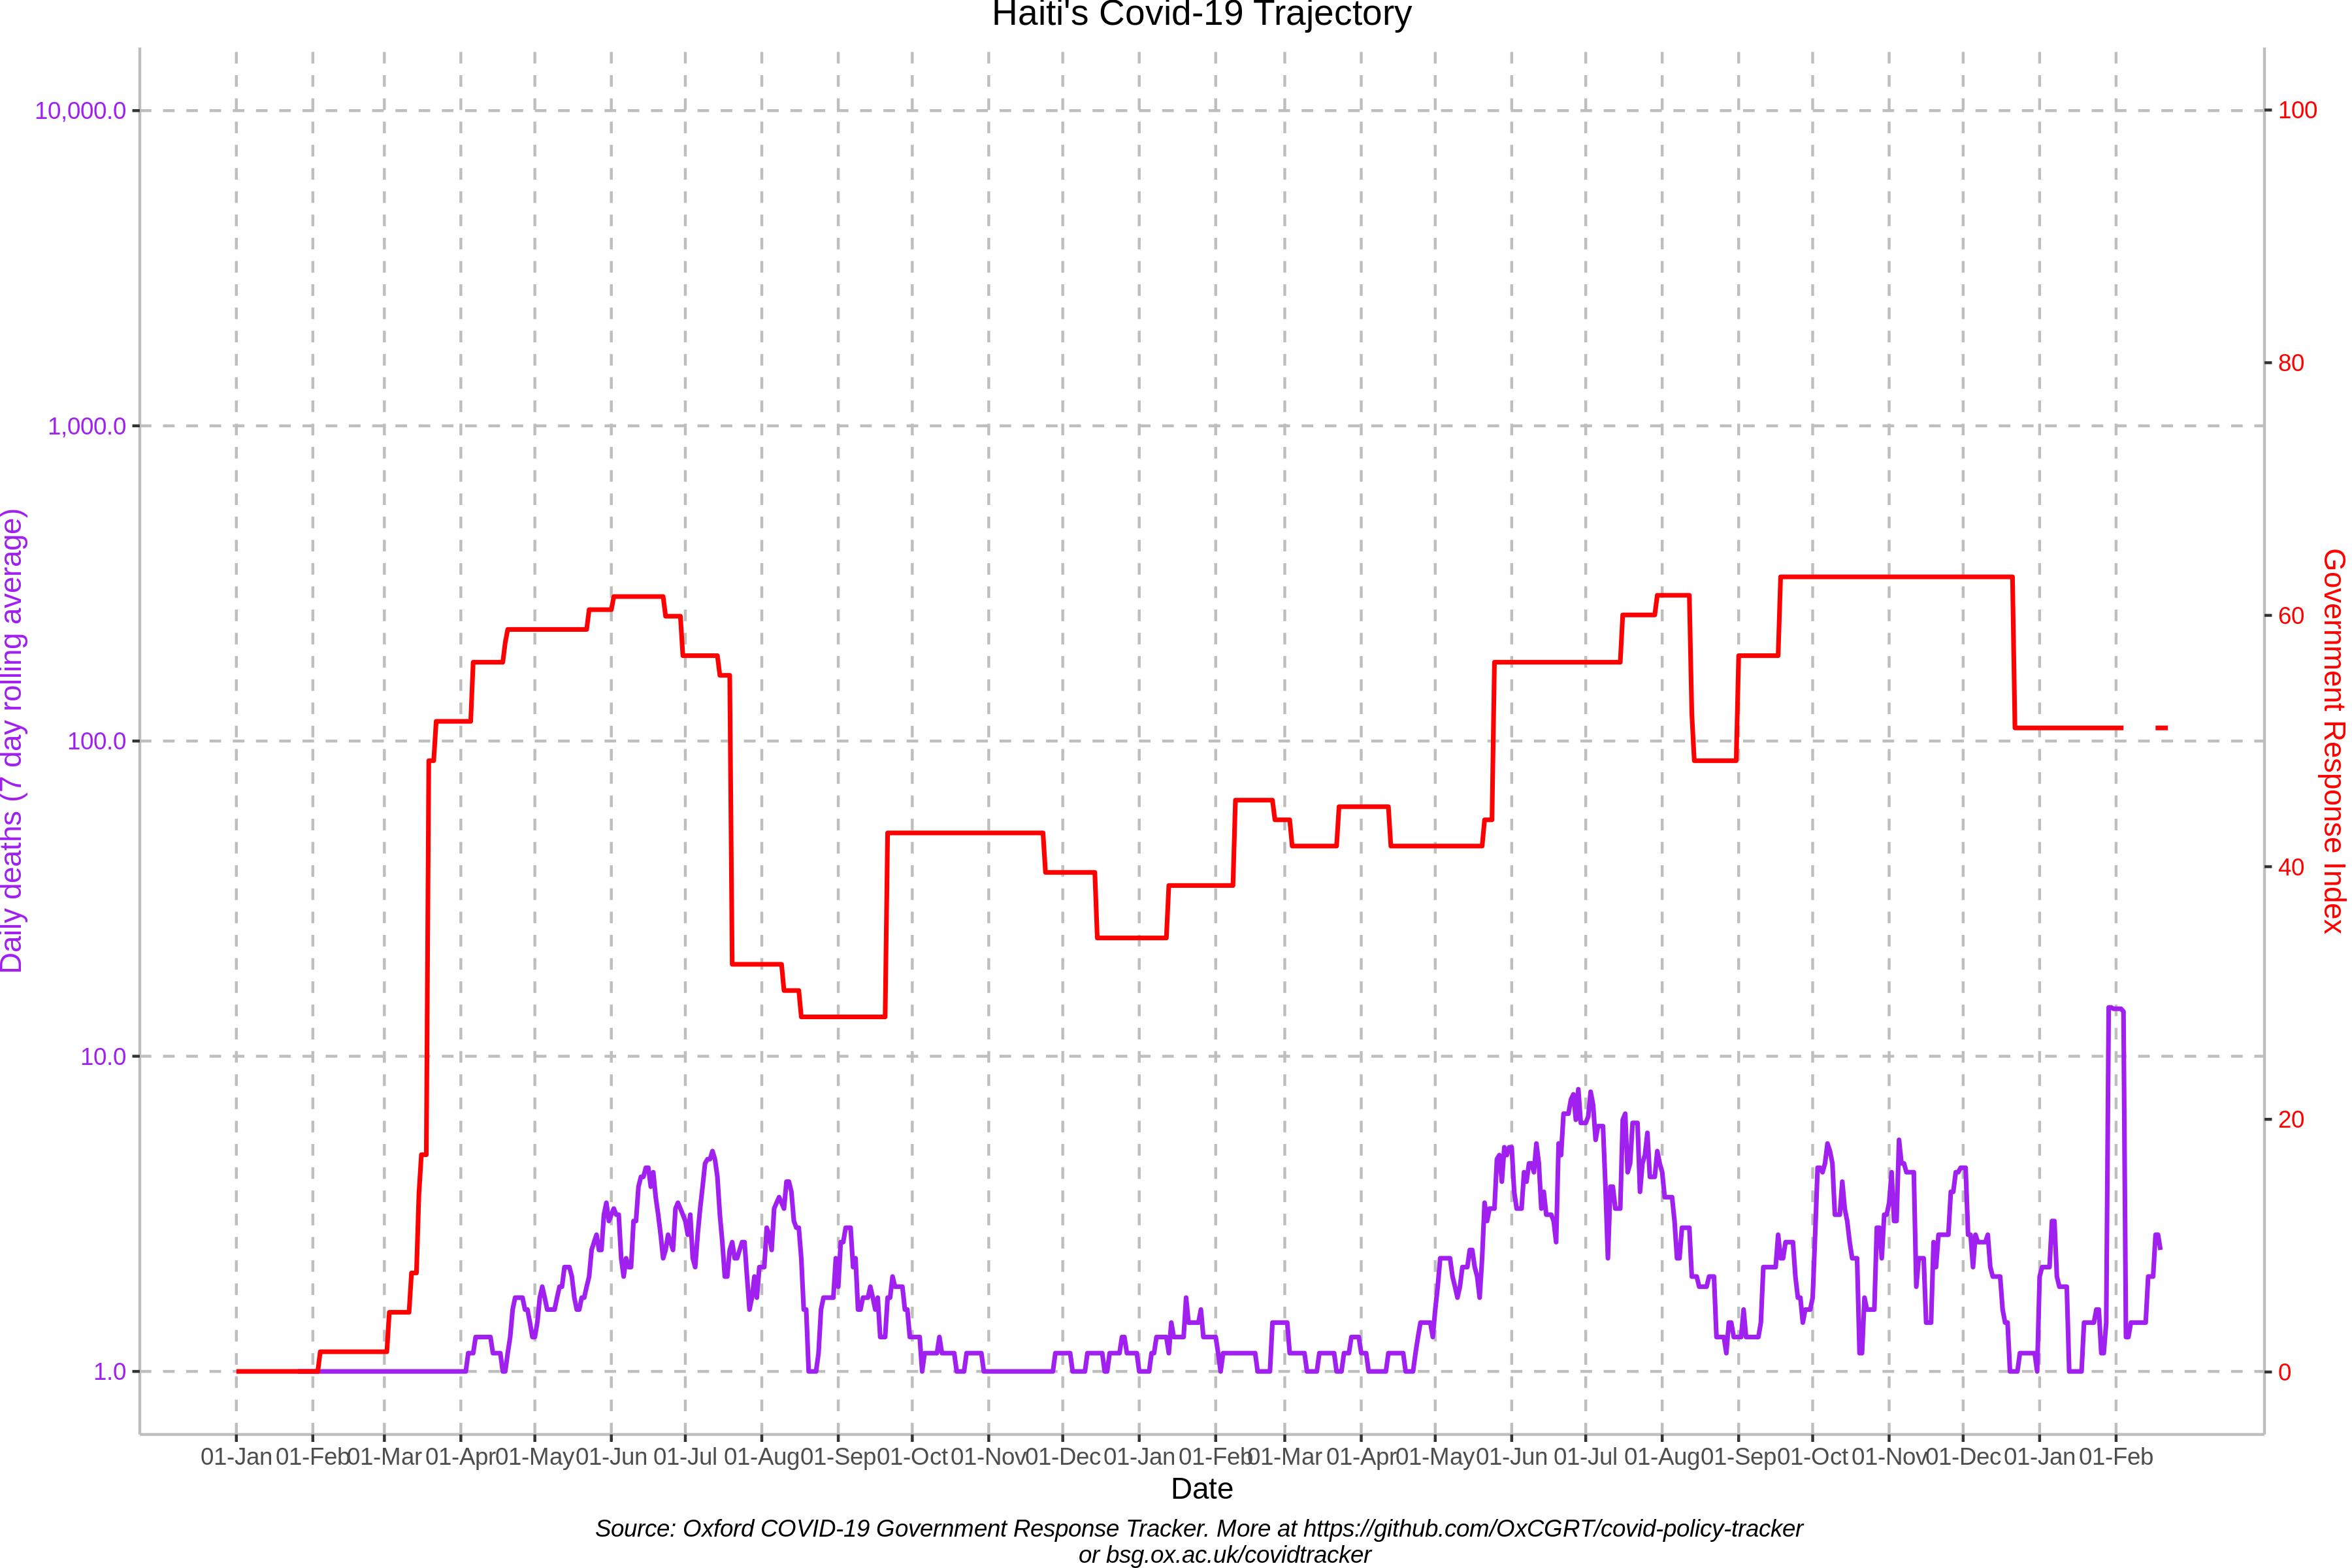 Haiti's Covid-19 Trajectory
10,000.0
1,000.0
100.0
10.0
1.0
Daily deaths (7 day rolling average)
100
80
60
40
20
0
Government Response Index
01-Jan 01-Feb 01-Mar 01-Apr 01-May 01-Jun 01-Jul 01-Aug 01-Sep 01-Oct 01-Nov 01-Dec 01-Jan 01-Feb 01-Mar 01-Apr 01-May 01-Jun 01-Jul 01-Aug 01-Sep 01-Oct 01-Nov 01-Dec 01-Jan 01-Feb
Date
Source: Oxford COVID-19 Government Response Tracker. More at https://github.com/OxCGRT/covid-policy-tracker
or bsg.ox.ac.uk/covidtracker